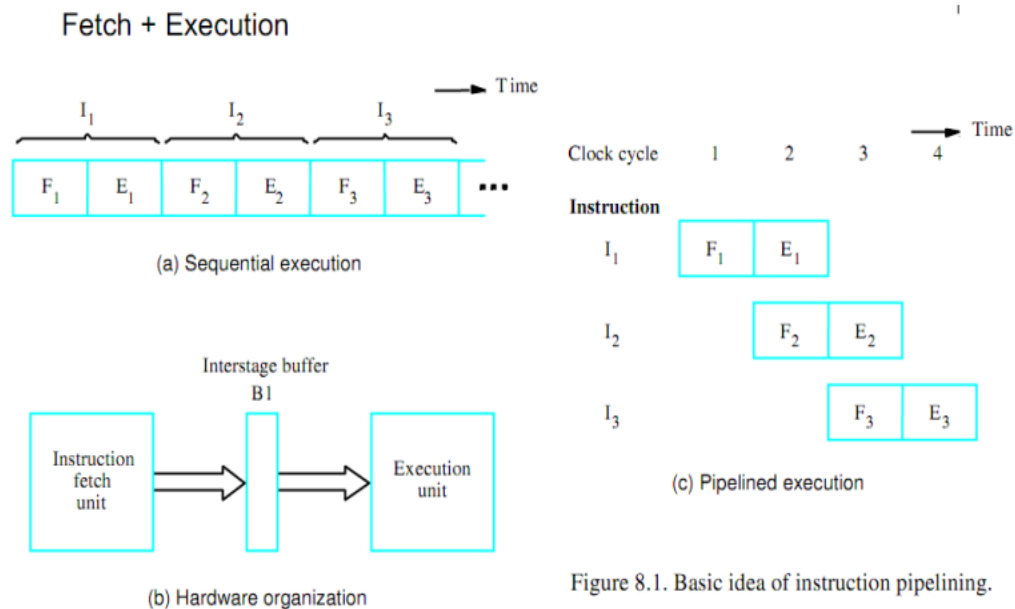 Fetch + Execution
Time
I1 I2 I3
F1 E1 F2 E2 F3 E3 ...
(a) Sequential execution
Interstage buffer
B1
Instruction
fetch
unit
Execution
unit
(b) Hardware organization
Time
Clock cycle 1 2 3 4
Instruction
I1 F1 E1
I2 F2 E2
I3 F3 E3
(c) Pipelined execution
Figure 8.1. Basic idea of instruction pipelining.